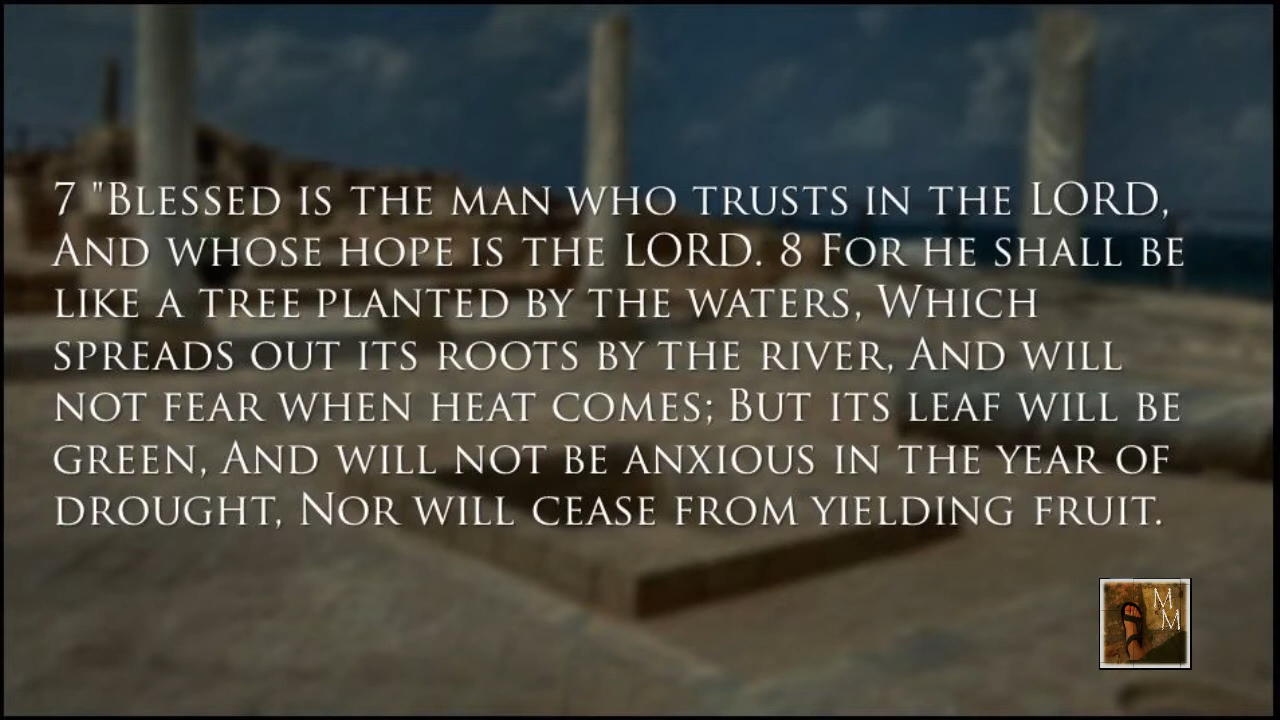 7 "Blessed is the man who trusts in the LORD,
And whose hope is the LORD. 8 For he shall be
like a tree planted by the waters, Which
spreads out its roots by the river, And will
not fear when heat comes; But its leaf will be
green, And will not be anxious in the year of
drought, Nor will cease from yielding fruit.
M
M